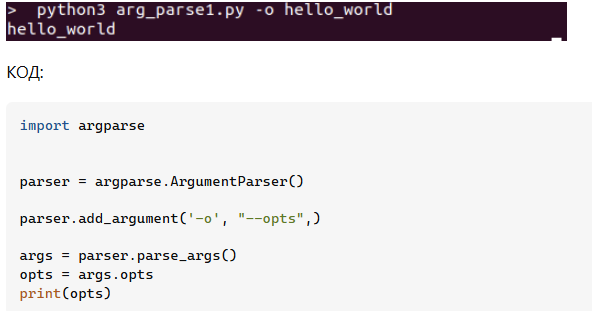 >  python3 arg_parse1.py -o hello_world
hello_world
КОД:
import argparse
parser = argparse.ArgumentParser()
parser.add_argument('-o', "--opts",)
args = parser.parse_args()
opts = args.opts
print(opts)